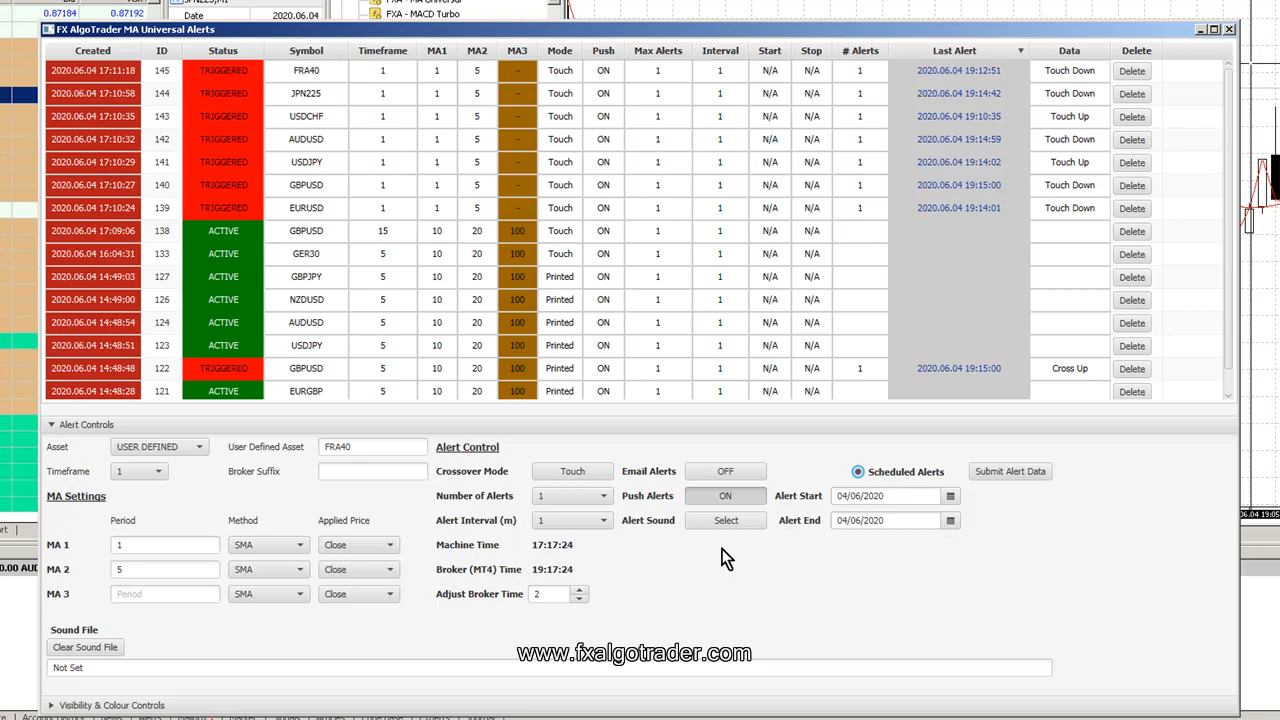 0.87184 0.87192
Date 2020.06.04
FXA - MACD Turbo
FX AlgoTrader MA Universal Alerts
Created ID Status Symbol Timeframe MA1 MA2 MA3 Mode Push Max Alerts Interval Start Stop # Alerts Last Alert Data Delete
2020.06.04 17:11:18 145 TRIGGERED FRA40 1 1 5 - Touch ON 1 1 N/A N/A 1 2020.06.04 19:12:51 Touch Down Delete
2020.06.04 17:10:58 144 TRIGGERED JPN225 1 1 5 - Touch ON 1 1 N/A N/A 1 2020.06.04 19:14:42 Touch Down Delete
2020.06.04 17:10:35 143 TRIGGERED USDCHF 1 1 5 - Touch ON 1 1 N/A N/A 1 2020.06.04 19:10:35 Touch Up Delete
2020.06.04 17:10:32 142 TRIGGERED AUDUSD 1 1 5 - Touch ON 1 1 N/A N/A 1 2020.06.04 19:14:59 Touch Down Delete
2020.06.04 17:10:29 141 TRIGGERED USDJPY 1 1 5 - Touch ON 1 1 N/A N/A 1 2020.06.04 19:14:02 Touch Up Delete
2020.06.04 17:10:27 140 TRIGGERED GBPUSD 1 1 5 - Touch ON 1 1 N/A N/A 1 2020.06.04 19:15:00 Touch Down Delete
2020.06.04 17:10:24 139 TRIGGERED EURUSD 1 1 5 - Touch ON 1 1 N/A N/A 1 2020.06.04 19:14:01 Touch Down Delete
2020.06.04 17:09:06 138 ACTIVE GBPUSD 15 10 20 100 Touch ON 1 1 N/A N/A Delete
2020.06.04 16:04:31 133 ACTIVE GER30 5 10 20 100 Touch ON 1 1 N/A N/A Delete
2020.06.04 14:49:03 127 ACTIVE GBPJPY 5 10 20 100 Printed ON 1 1 N/A N/A Delete
2020.06.04 14:49:00 126 ACTIVE NZDUSD 5 10 20 100 Printed ON 1 1 N/A N/A Delete
2020.06.04 14:48:54 124 ACTIVE AUDUSD 5 10 20 100 Printed ON 1 1 N/A N/A Delete
2020.06.04 14:48:51 123 ACTIVE USDJPY 5 10 20 100 Printed ON 1 1 N/A N/A Delete
2020.06.04 14:48:48 122 TRIGGERED GBPUSD 5 10 20 100 Printed ON 1 1 N/A N/A 1 2020.06.04 19:15:00 Cross Up Delete
2020.06.04 14:48:28 121 ACTIVE EURGBP 5 10 20 100 Printed ON 1 1 N/A N/A Delete
Alert Controls
Asset USER DEFINED User Defined Asset FRA40 Alert Control
Timeframe 1 Broker Suffix Crossover Mode Touch Email Alerts OFF Scheduled Alerts Submit Alert Data
MA Settings Number of Alerts 1 Push Alerts ON Alert Start 04/06/2020
Period Method Applied Price Alert Interval (m) 1 Alert Sound Select Alert End 04/06/2020
MA 1 1 SMA Close Machine Time 17:17:24
MA 2 5 SMA Close Broker (MT4) Time 19:17:24
MA 3 Period SMA Close Adjust Broker Time 2
Sound File
Clear Sound File
www.fxalgotrader.com
Not Set
Visibility & Colour Controls